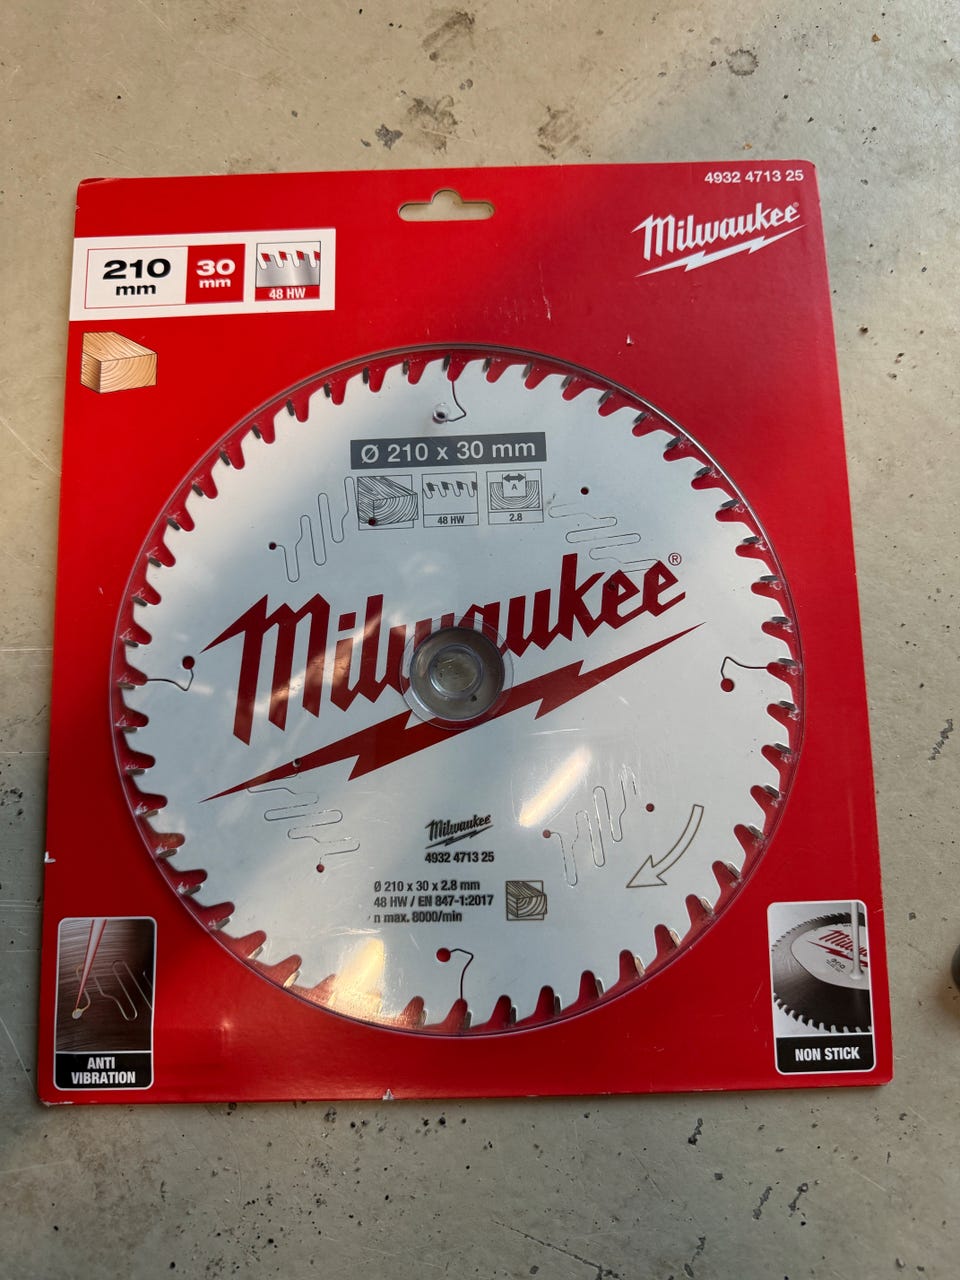 4932 4713 25
Milwaukee®
210 mm
30 mm
48 HW
Ø 210 x 30 mm
48 HW
A
2.8
Milwaukee®
Milwaukee
4932 4713 25
Ø 210 x 30 x 2.8 mm
48 HW / EN 847-1:2017
n max. 8000/min
ANTI
VIBRATION
NON STICK